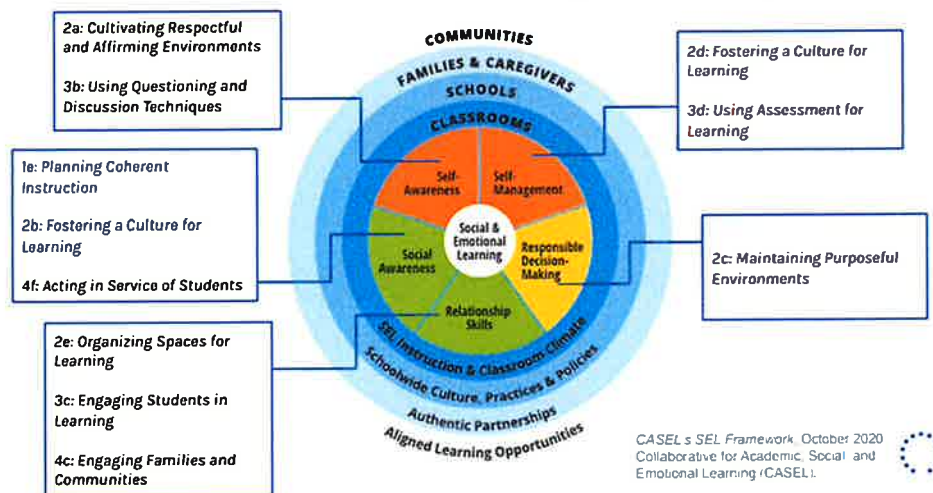 2a: Cultivating Respectful
and Affirming Environments
3b: Using Questioning and
Discussion Techniques
1e: Planning Coherent
Instruction
2b: Fostering a Culture for
Learning
4f: Acting in Service of Students
2e: Organizing Spaces for
Learning
3c: Engaging Students in
Learning
4c: Engaging Families and
Communities
COMMUNITIES
FAMILIES & CAREGIVERS
SCHOOLS
CLASSROOMS
Self-
Awareness
Self-
Management
Social
Awareness
Social &
Emotional
Learning
Responsible
Decision-
Making
Relationship
Skills
SEL Instruction & Classroom Climate
Schoolwide Culture, Practices & Policies
Authentic Partnerships
Aligned Learning Opportunities
2d: Fostering a Culture for
Learning
3d: Using Assessment for
Learning
2c: Maintaining Purposeful
Environments
CASEL s SEL Framework, October 2020
Collaborative for Academic, Social and
Emotional Learning (CASEL).